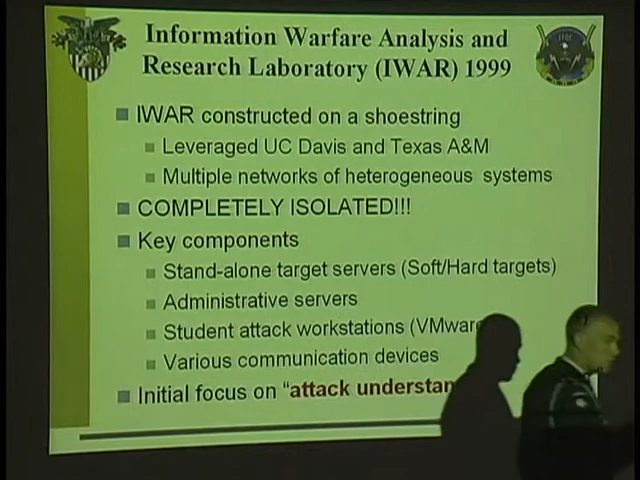 Information Warfare Analysis and
Research Laboratory (IWAR) 1999
IWAR constructed on a shoestring
Leveraged UC Davis and Texas A&M
Multiple networks of heterogeneous systems
COMPLETELY ISOLATED!!!
Key components
Stand-alone target servers (Soft/Hard targets)
Administrative servers
Student attack workstations (VMware
Various communication devices
Initial focus on "attack understan